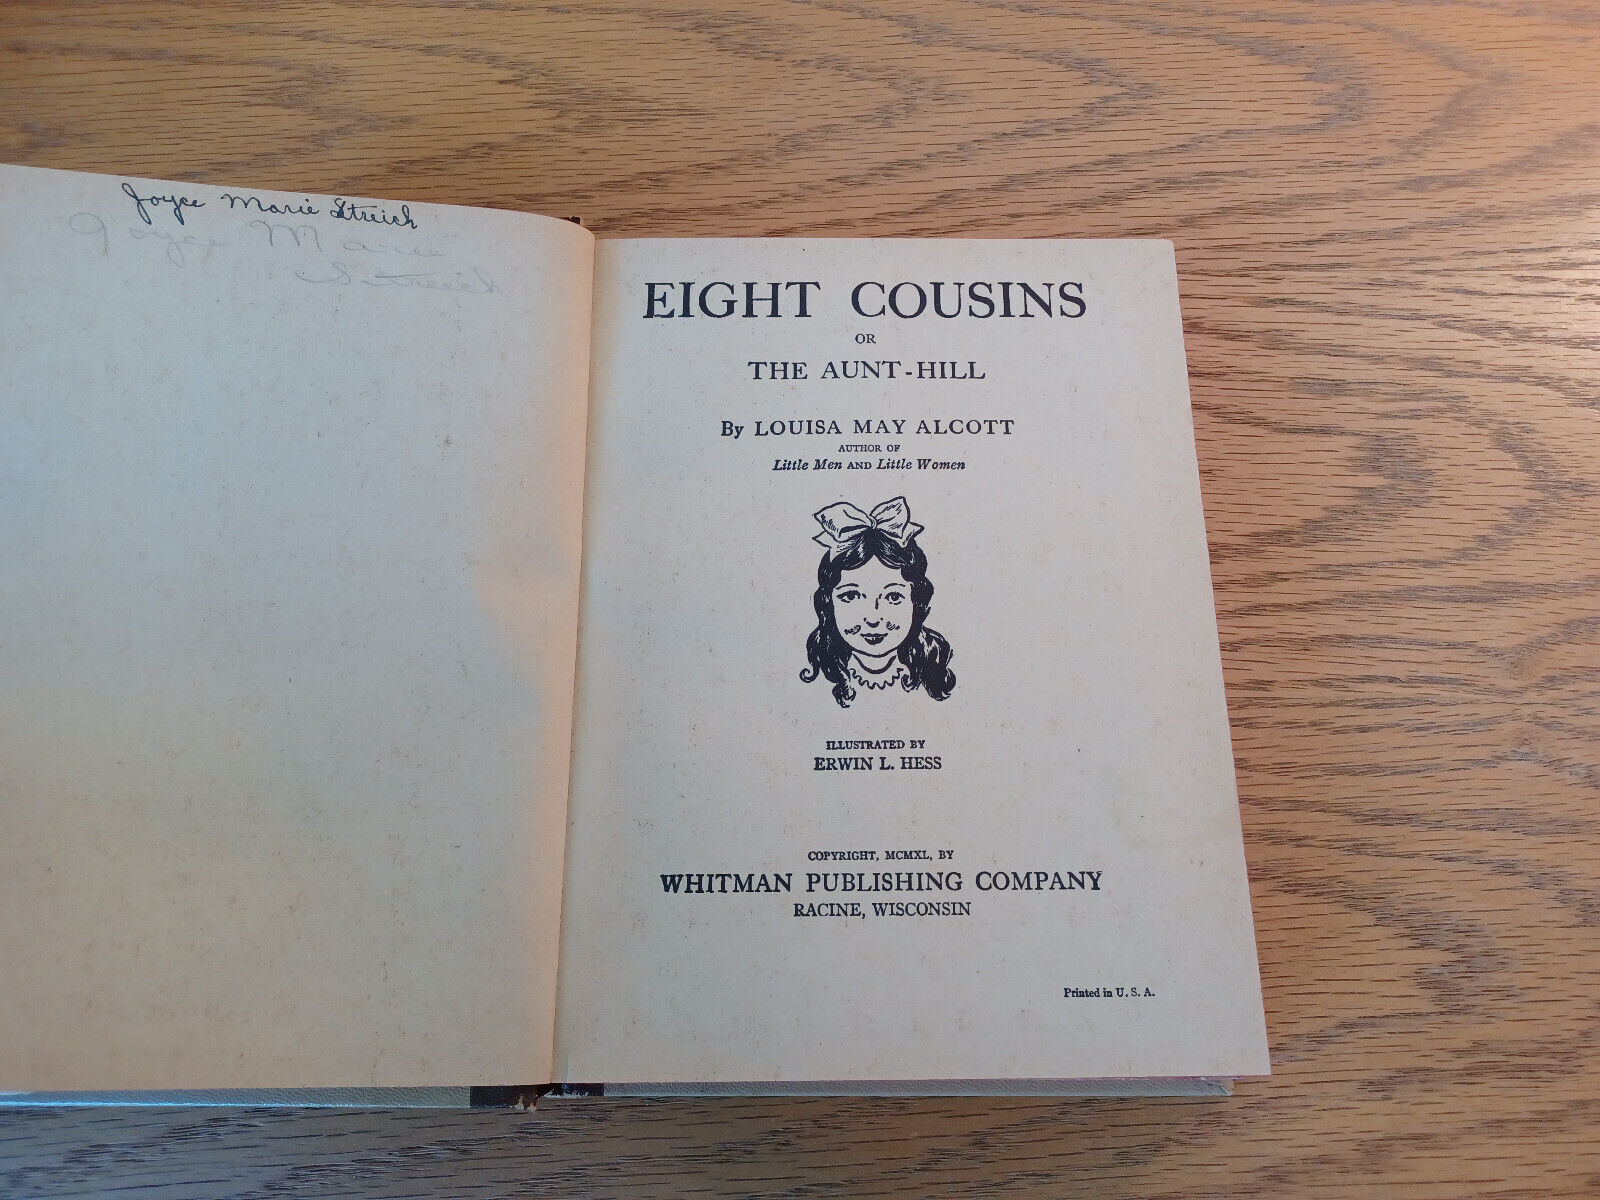 Joyce Marie Streich
Joyce Marie
Streich
EIGHT COUSINS
OR
THE AUNT-HILL
By LOUISA MAY ALCOTT
AUTHOR OF
Little Men AND Little Women
ILLUSTRATED BY
ERWIN L. HESS
COPYRIGHT, MCMXL, BY
WHITMAN PUBLISHING COMPANY
RACINE, WISCONSIN
Printed in U. S. A.